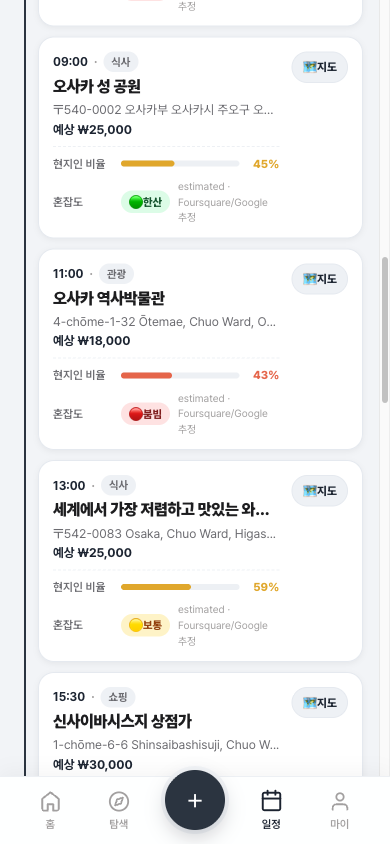 추정
09:00 · 식사
지도
오사카 성 공원
〒540-0002 오사카부 오사카시 주오구 오...
예상 ₩25,000
현지인 비율 45%
혼잡도 한산 estimated ·
Foursquare/Google
추정
11:00 · 관광
지도
오사카 역사박물관
4-chōme-1-32 Ōtemae, Chuo Ward, O...
예상 ₩18,000
현지인 비율 43%
혼잡도 붐빔 estimated ·
Foursquare/Google
추정
13:00 · 식사
지도
세계에서 가장 저렴하고 맛있는 와...
〒542-0083 Osaka, Chuo Ward, Higas...
예상 ₩25,000
현지인 비율 59%
혼잡도 보통 estimated ·
Foursquare/Google
추정
15:30 · 쇼핑
지도
신사이바시스지 상점가
1-chōme-6-6 Shinsaibashisuji, Chuo W...
예상 ₩30,000
홈 탐색 + 일정 마이